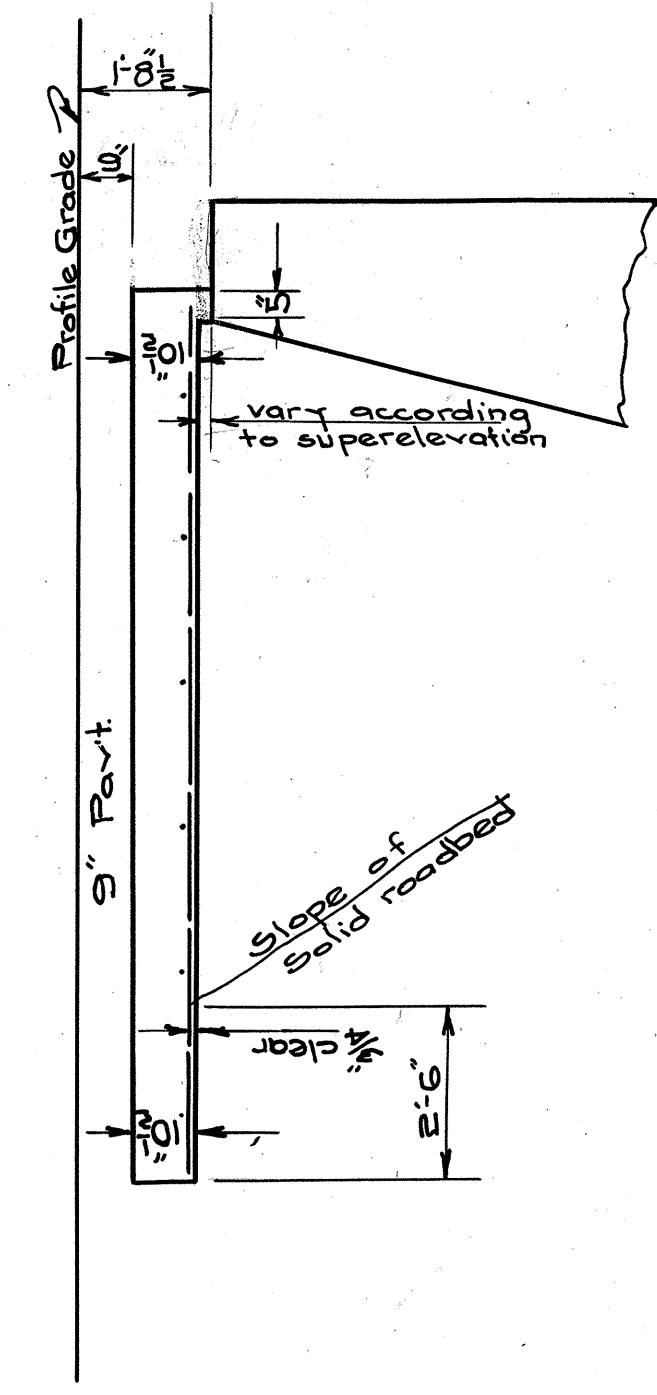 1'-8½"
9"
Profile Grade
10½"
5"
vary according
to superelevation
9" Pav't.
Slope of
Solid roadbed
¾" clear
2'-6"
10½"